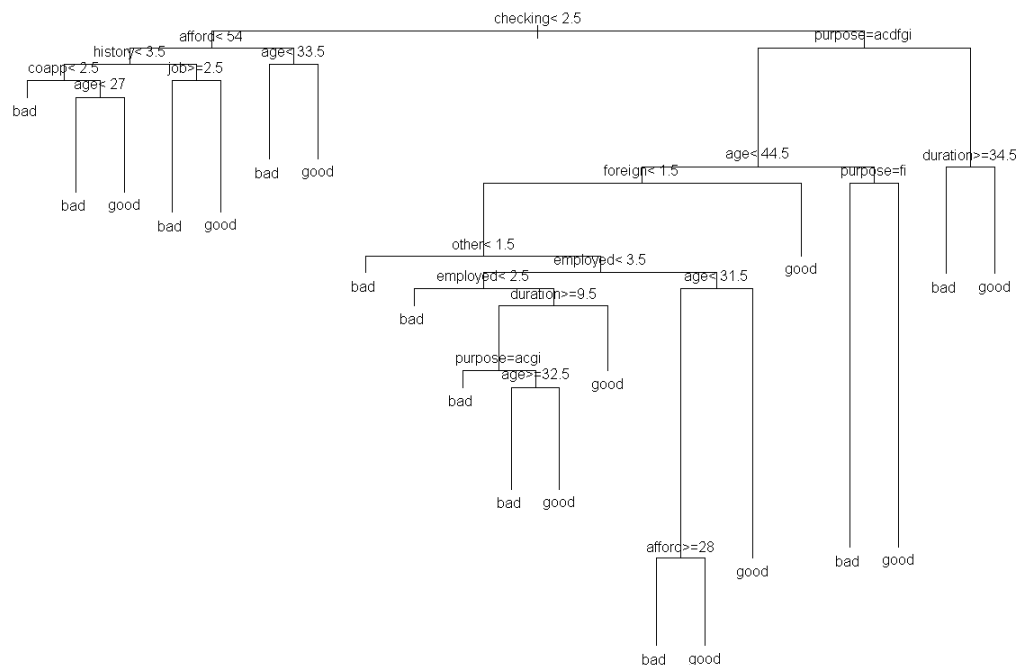 checking< 2.5
afford< 54
purpose=acdfgi
history< 3.5
age< 33.5
coapp< 2.5
job>=2.5
age< 27
bad
age< 44.5
duration>=34.5
bad
good
foreign< 1.5
purpose=fi
bad
good
bad
good
other< 1.5
employed< 3.5
good
employed< 2.5
age< 31.5
bad
bad
good
duration>=9.5
bad
purpose=acgi
age>=32.5
good
bad
bad
good
afford>=28
bad
good
good
bad
good